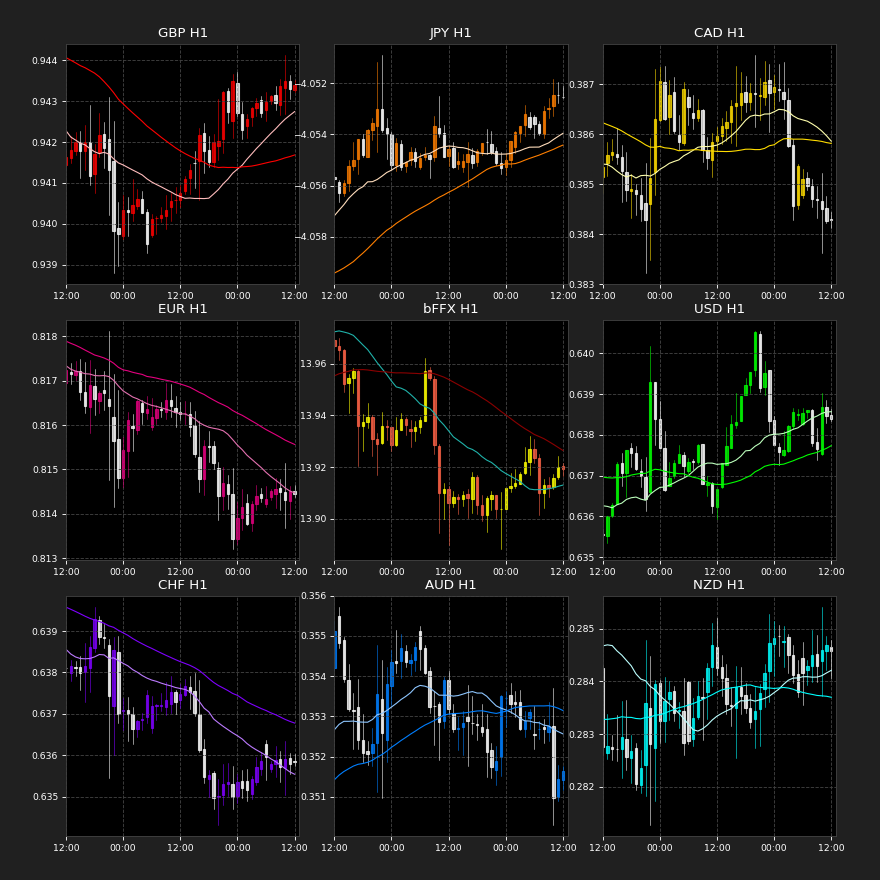 GBP H1
JPY H1
CAD H1
0.944
0.943
0.942
0.941
0.940
0.939
−4.052
−4.054
−4.056
−4.058
0.387
0.386
0.385
0.384
0.383
12:00 00:00 12:00 00:00 12:00
12:00 00:00 12:00 00:00 12:00
12:00 00:00 12:00 00:00 12:00
EUR H1
bFFX H1
USD H1
0.818
0.817
0.816
0.815
0.814
0.813
13.96
13.94
13.92
13.90
0.640
0.639
0.638
0.637
0.636
0.635
12:00 00:00 12:00 00:00 12:00
12:00 00:00 12:00 00:00 12:00
12:00 00:00 12:00 00:00 12:00
CHF H1
AUD H1
NZD H1
0.639
0.638
0.637
0.636
0.635
0.356
0.355
0.354
0.353
0.352
0.351
0.285
0.284
0.283
0.282
12:00 00:00 12:00 00:00 12:00
12:00 00:00 12:00 00:00 12:00
12:00 00:00 12:00 00:00 12:00